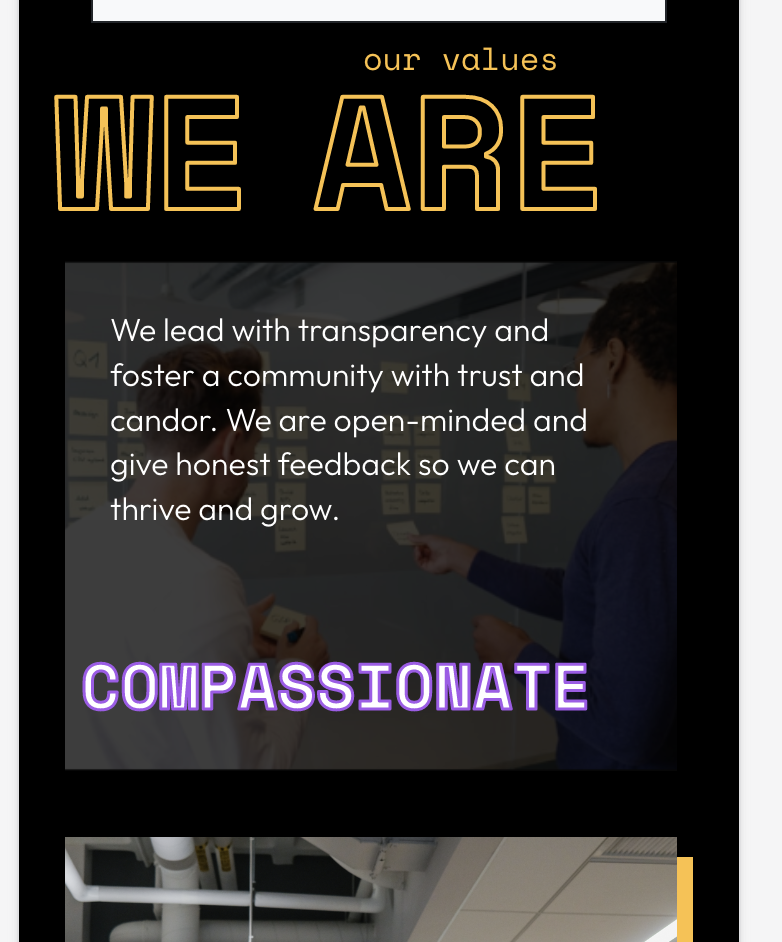 our values
WE ARE
We lead with transparency and
foster a community with trust and
candor. We are open-minded and
give honest feedback so we can
thrive and grow.
Q1
COMPASSIONATE